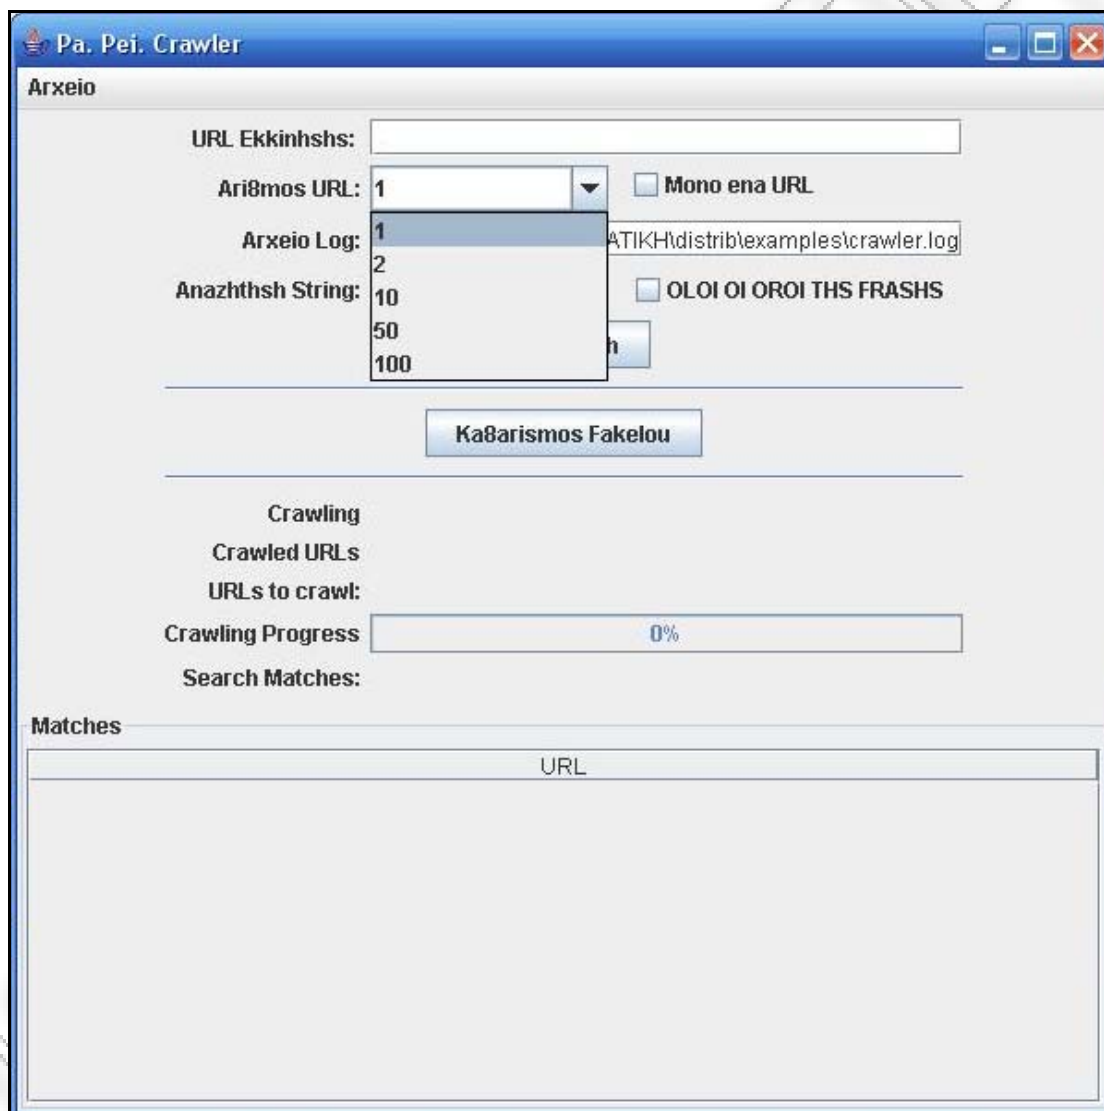 Pa. Pei. Crawler
Arxeio
URL Ekkinhshs:
Ari8mos URL: 1 Mono ena URL
Arxeio Log: ATIKH\distrib\examples\crawler.log
Anazhthsh String: OLOI OI OROI THS FRASHS
1
2
10
50
100
h
Ka8arismos Fakelou
Crawling
Crawled URLs
URLs to crawl:
Crawling Progress 0%
Search Matches:
Matches
URL